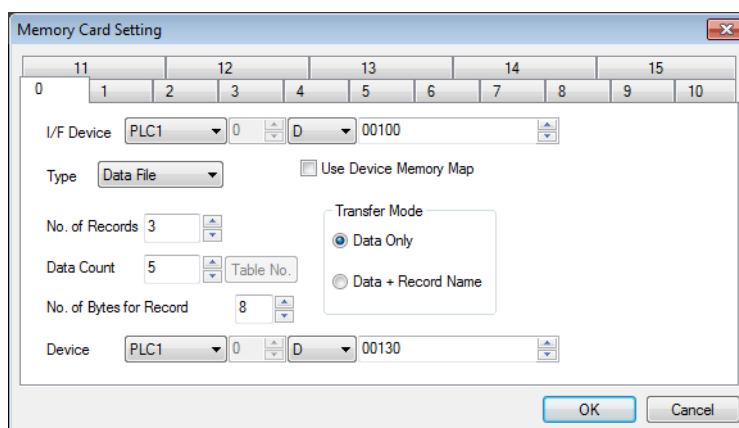 Memory Card Setting
11 12 13 14 15
0 1 2 3 4 5 6 7 8 9 10
I/F Device PLC1 0 D 00100
Type Data File Use Device Memory Map
Transfer Mode
No. of Records 3
Data Only
Data Count 5 Table No.
Data + Record Name
No. of Bytes for Record 8
Device PLC1 0 D 00130
OK Cancel